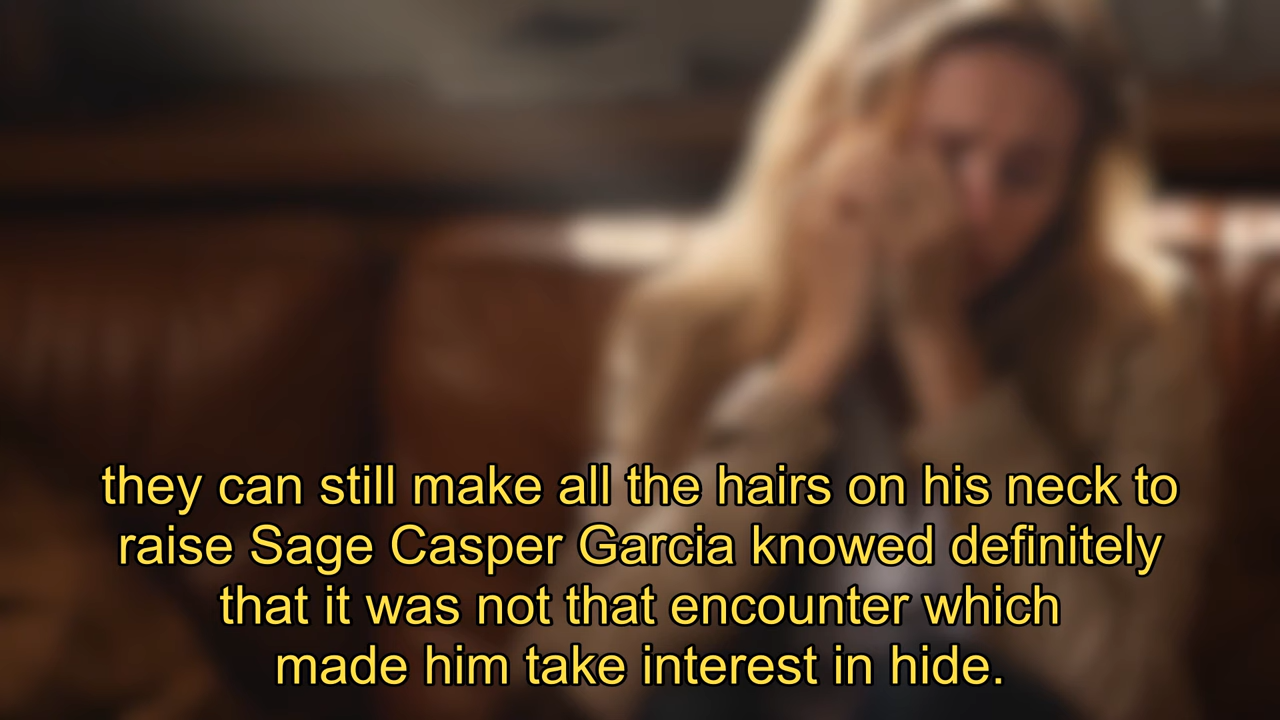 they can still make all the hairs on his neck to
raise Sage Casper Garcia knowed definitely
that it was not that encounter which
made him take interest in hide.